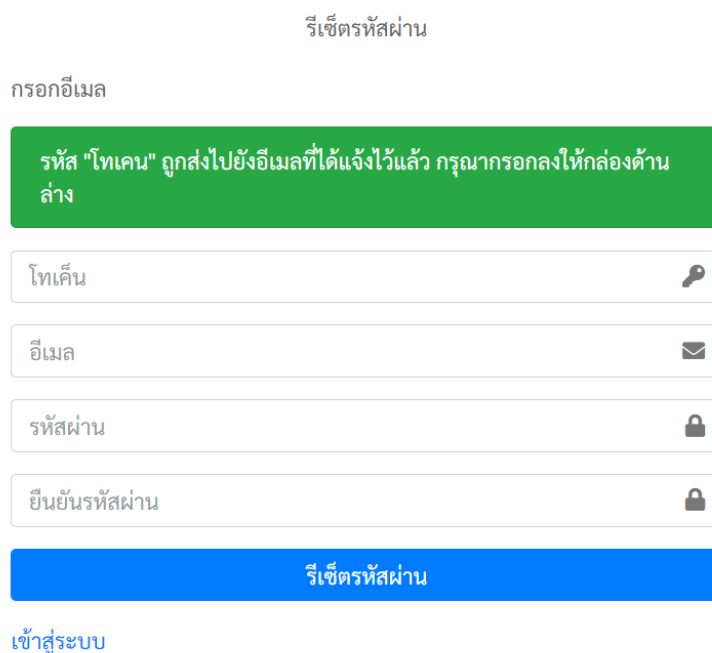 รีเซ็ตรหัสผ่าน
กรอกอีเมล
รหัส "โทเคน" ถูกส่งไปยังอีเมลที่ได้แจ้งไว้แล้ว กรุณากรอกลงให้กล่องด้าน
ล่าง
โทเค็น
อีเมล
รหัสผ่าน
ยืนยันรหัสผ่าน
รีเซ็ตรหัสผ่าน
เข้าสู่ระบบ